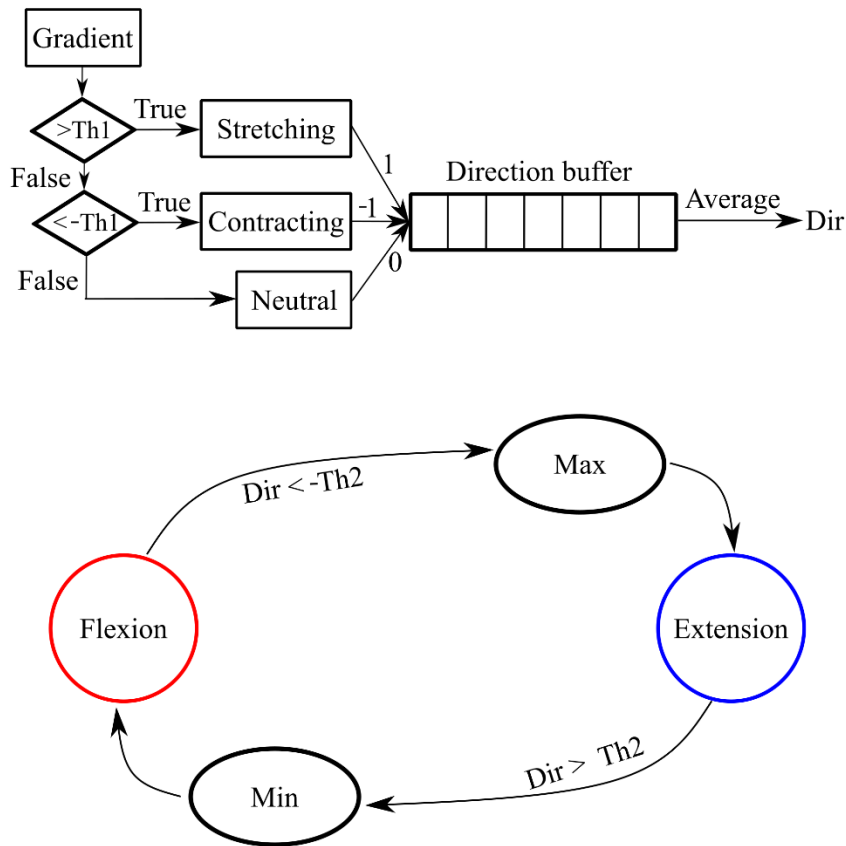 Gradient
>Th1
True
Stretching
1
Direction buffer
False
<-Th1
True
Contracting
-1
Average
Dir
0
False
Neutral
Max
Dir < -Th2
Flexion
Extension
Dir > Th2
Min